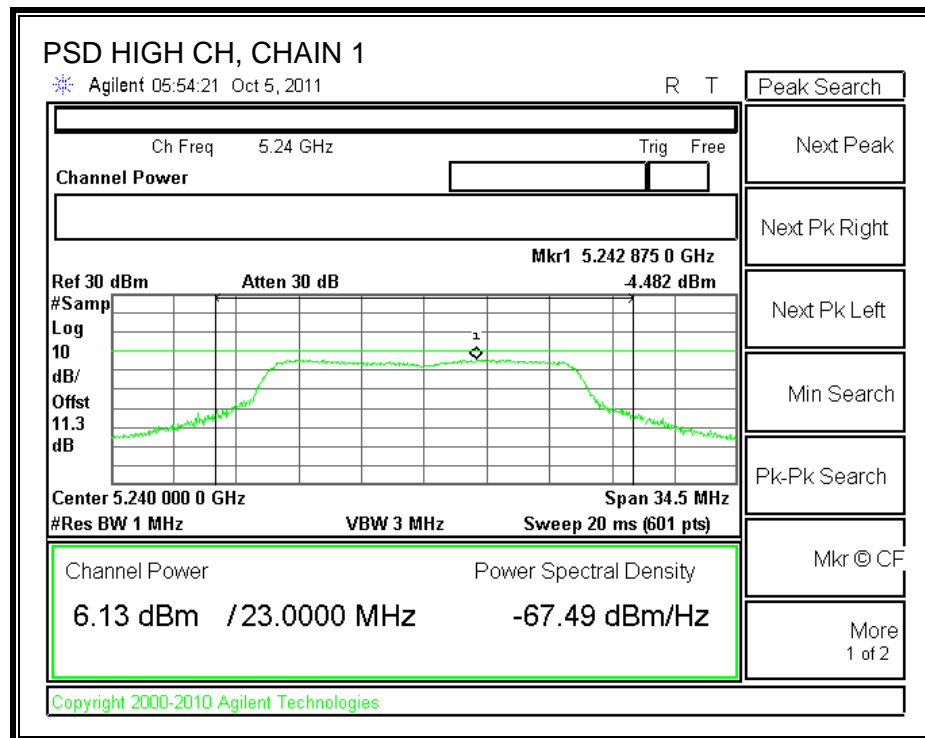 PSD HIGH CH, CHAIN 1
Agilent 05:54:21 Oct 5, 2011 R T
Peak Search
Ch Freq 5.24 GHz Trig Free
Channel Power
Mkr1 5.242 875 0 GHz
Ref 30 dBm Atten 30 dB -4.482 dBm
#Samp
Log
10
dB/
Offst
11.3
dB
1
Center 5.240 000 0 GHz Span 34.5 MHz
#Res BW 1 MHz VBW 3 MHz Sweep 20 ms (601 pts)
Channel Power Power Spectral Density
6.13 dBm / 23.0000 MHz -67.49 dBm/Hz
Copyright 2000-2010 Agilent Technologies
Next Peak
Next Pk Right
Next Pk Left
Min Search
Pk-Pk Search
Mkr © CF
More
1 of 2